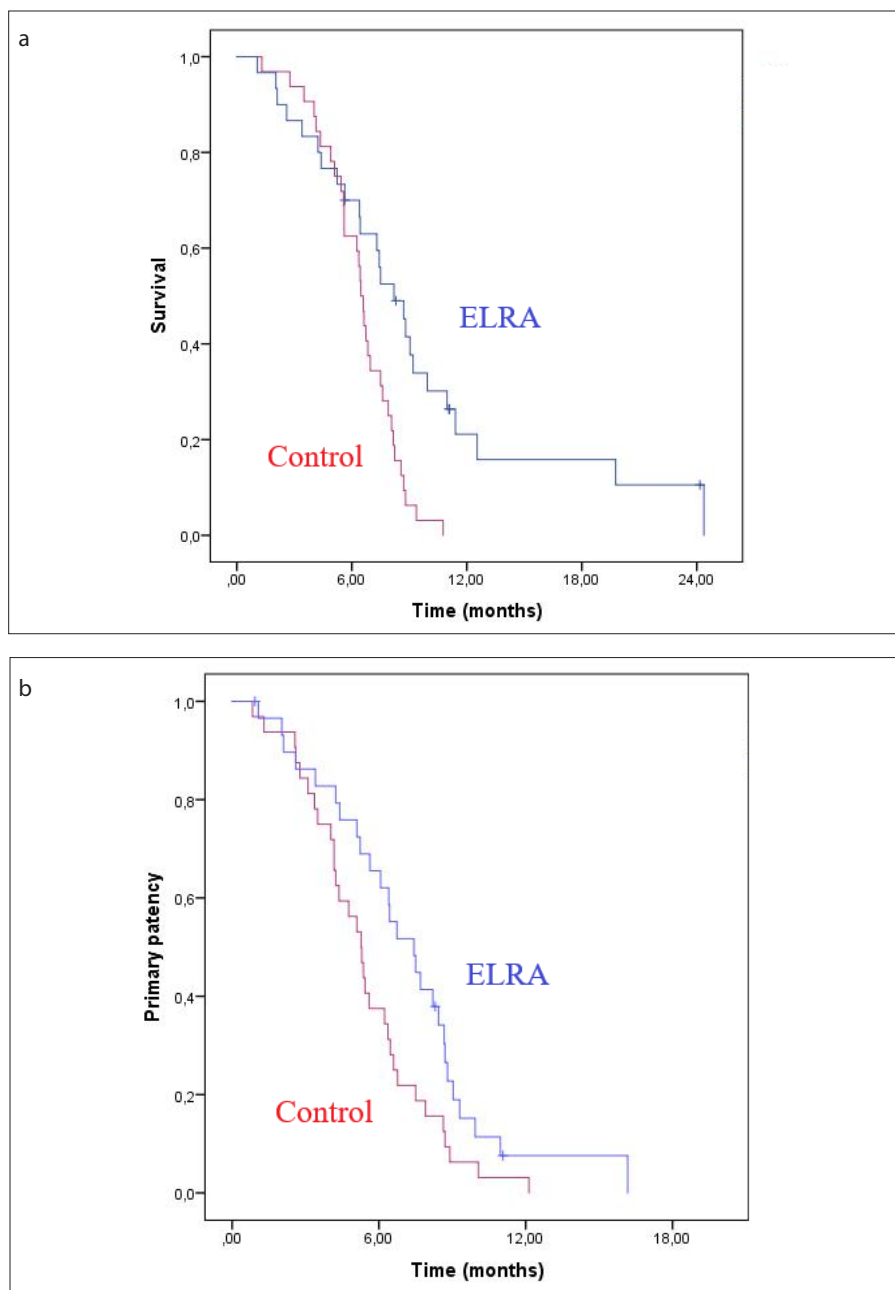 a
1,0
0,8
0,6
0,4
0,2
0,0
Survival
ELRA
Control
,00
6,00
12,00
18,00
24,00
Time (months)
b
1,0
0,8
0,6
0,4
0,2
0,0
Primary patency
ELRA
Control
,00
6,00
12,00
18,00
Time (months)